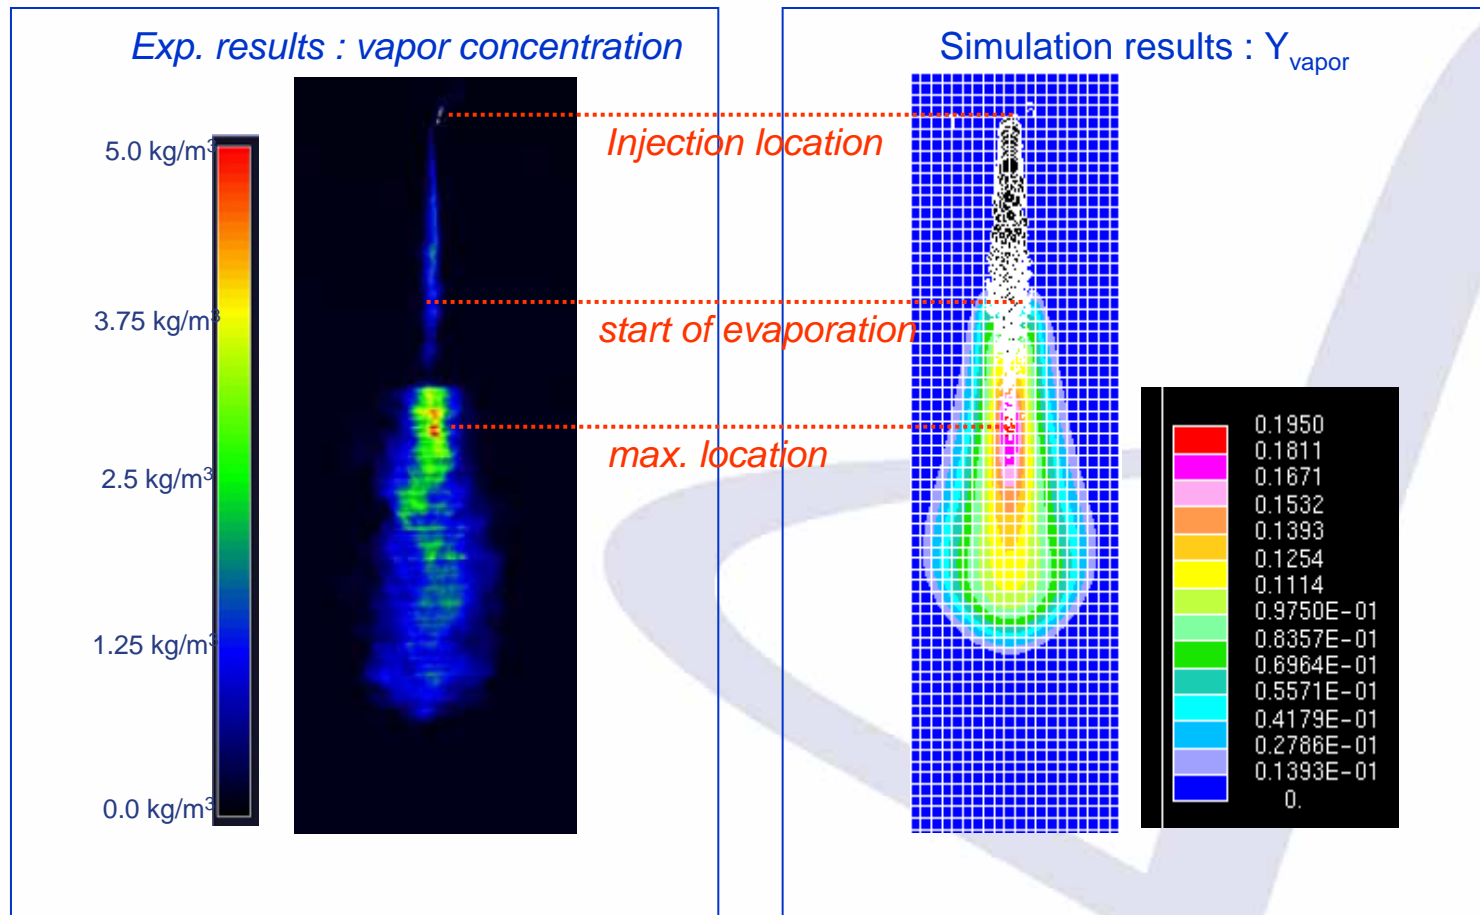 Exp. results : vapor concentration
5.0 kg/m³
3.75 kg/m³
2.5 kg/m³
1.25 kg/m³
0.0 kg/m³
Injection location
start of evaporation
max. location
Simulation results : Y_vapor
0.1950
0.1811
0.1671
0.1532
0.1393
0.1254
0.1114
0.9750E-01
0.8357E-01
0.6964E-01
0.5571E-01
0.4179E-01
0.2786E-01
0.1393E-01
0.